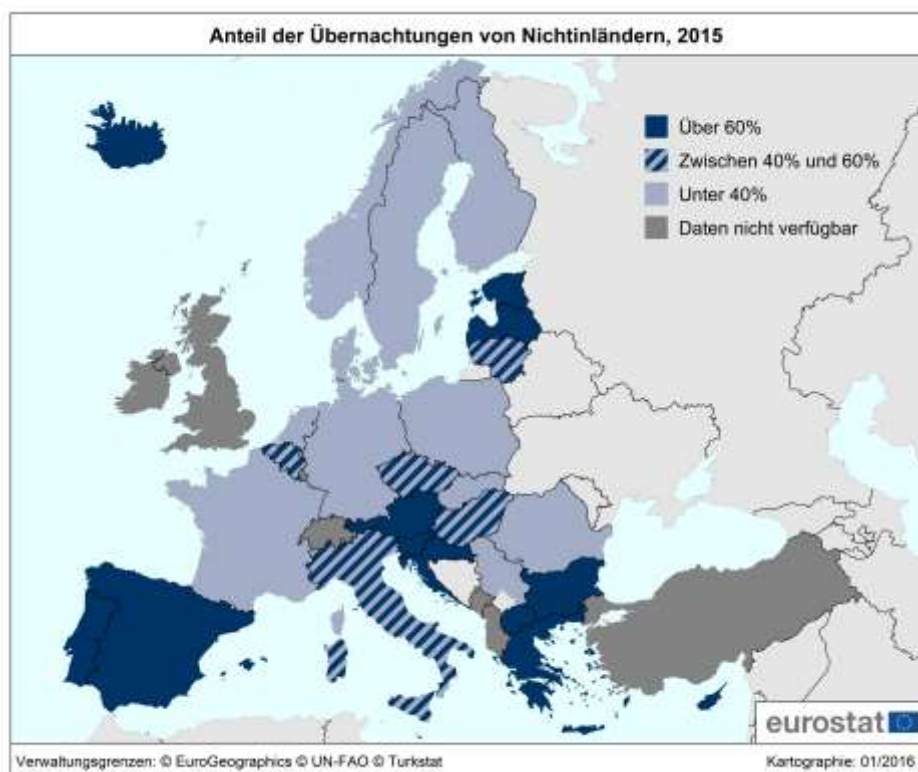 Anteil der Übernachtungen von Nichtinländern, 2015
Über 60%
Zwischen 40% und 60%
Unter 40%
Daten nicht verfügbar
eurostat
Verwaltungsgrenzen: © EuroGeographics © UN-FAO © Turkstat
Kartographie: 01/2016